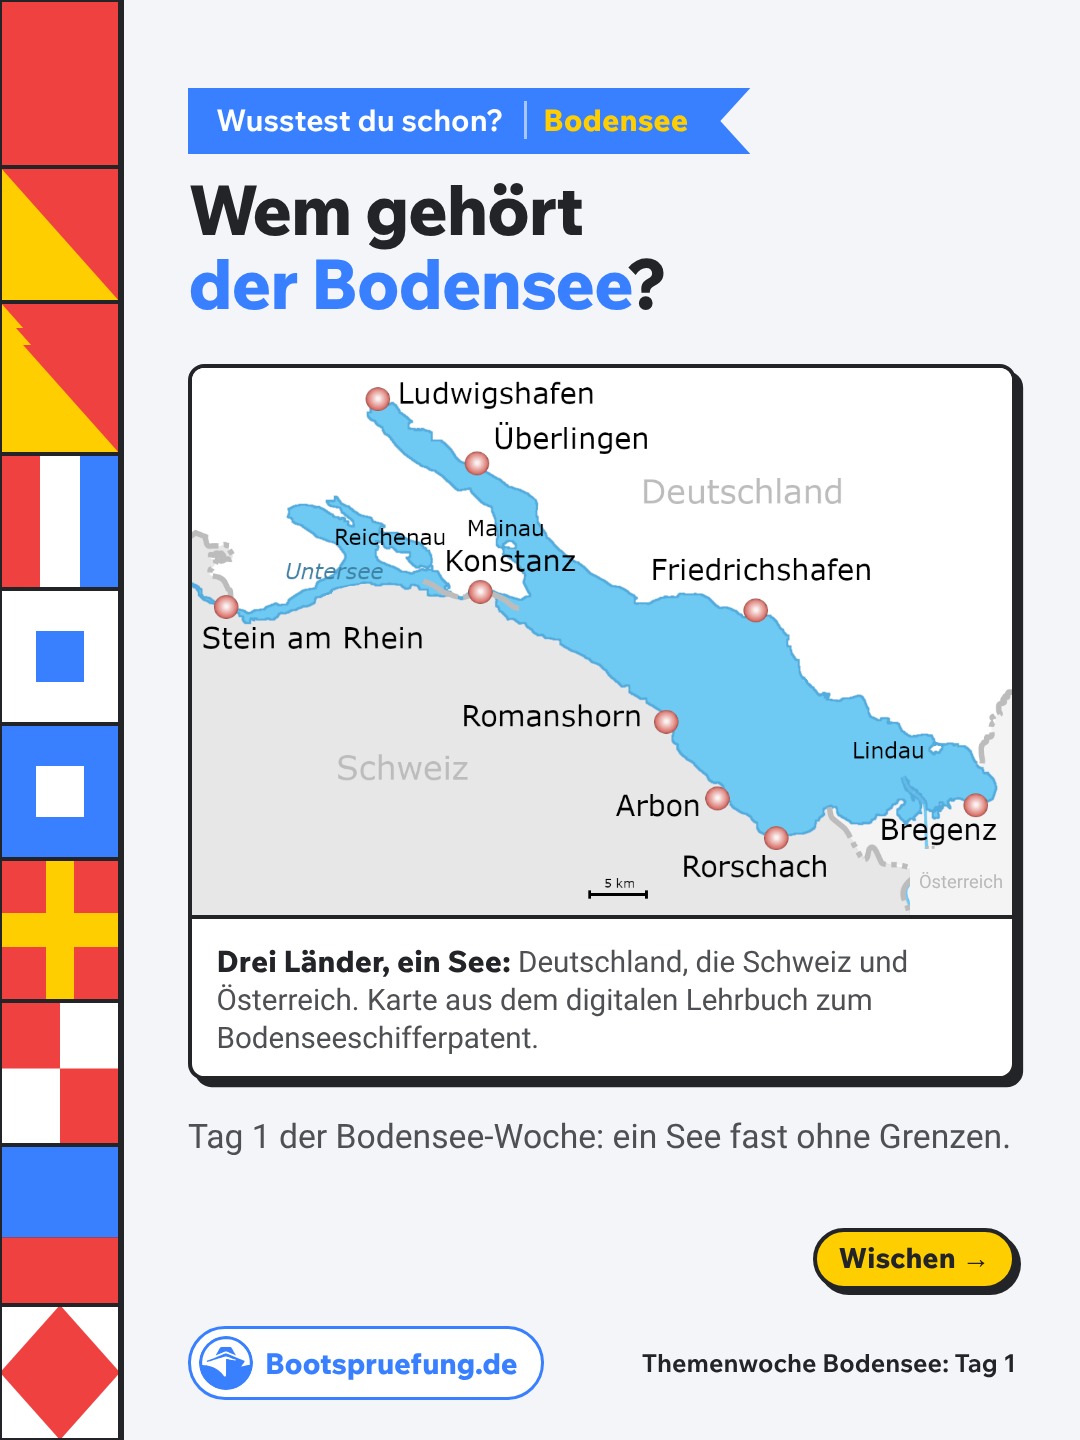 Wusstest du schon? | Bodensee
Wem gehört
der Bodensee?
Ludwigshafen
Überlingen
Deutschland
Mainau
Reichenau
Konstanz
Untersee
Friedrichshafen
Stein am Rhein
Romanshorn
Lindau
Schweiz
Arbon
Bregenz
Rorschach
5 km
Österreich
Drei Länder, ein See: Deutschland, die Schweiz und
Österreich. Karte aus dem digitalen Lehrbuch zum
Bodenseeschifferpatent.
Tag 1 der Bodensee-Woche: ein See fast ohne Grenzen.
Wischen →
Bootspruefung.de
Themenwoche Bodensee: Tag 1